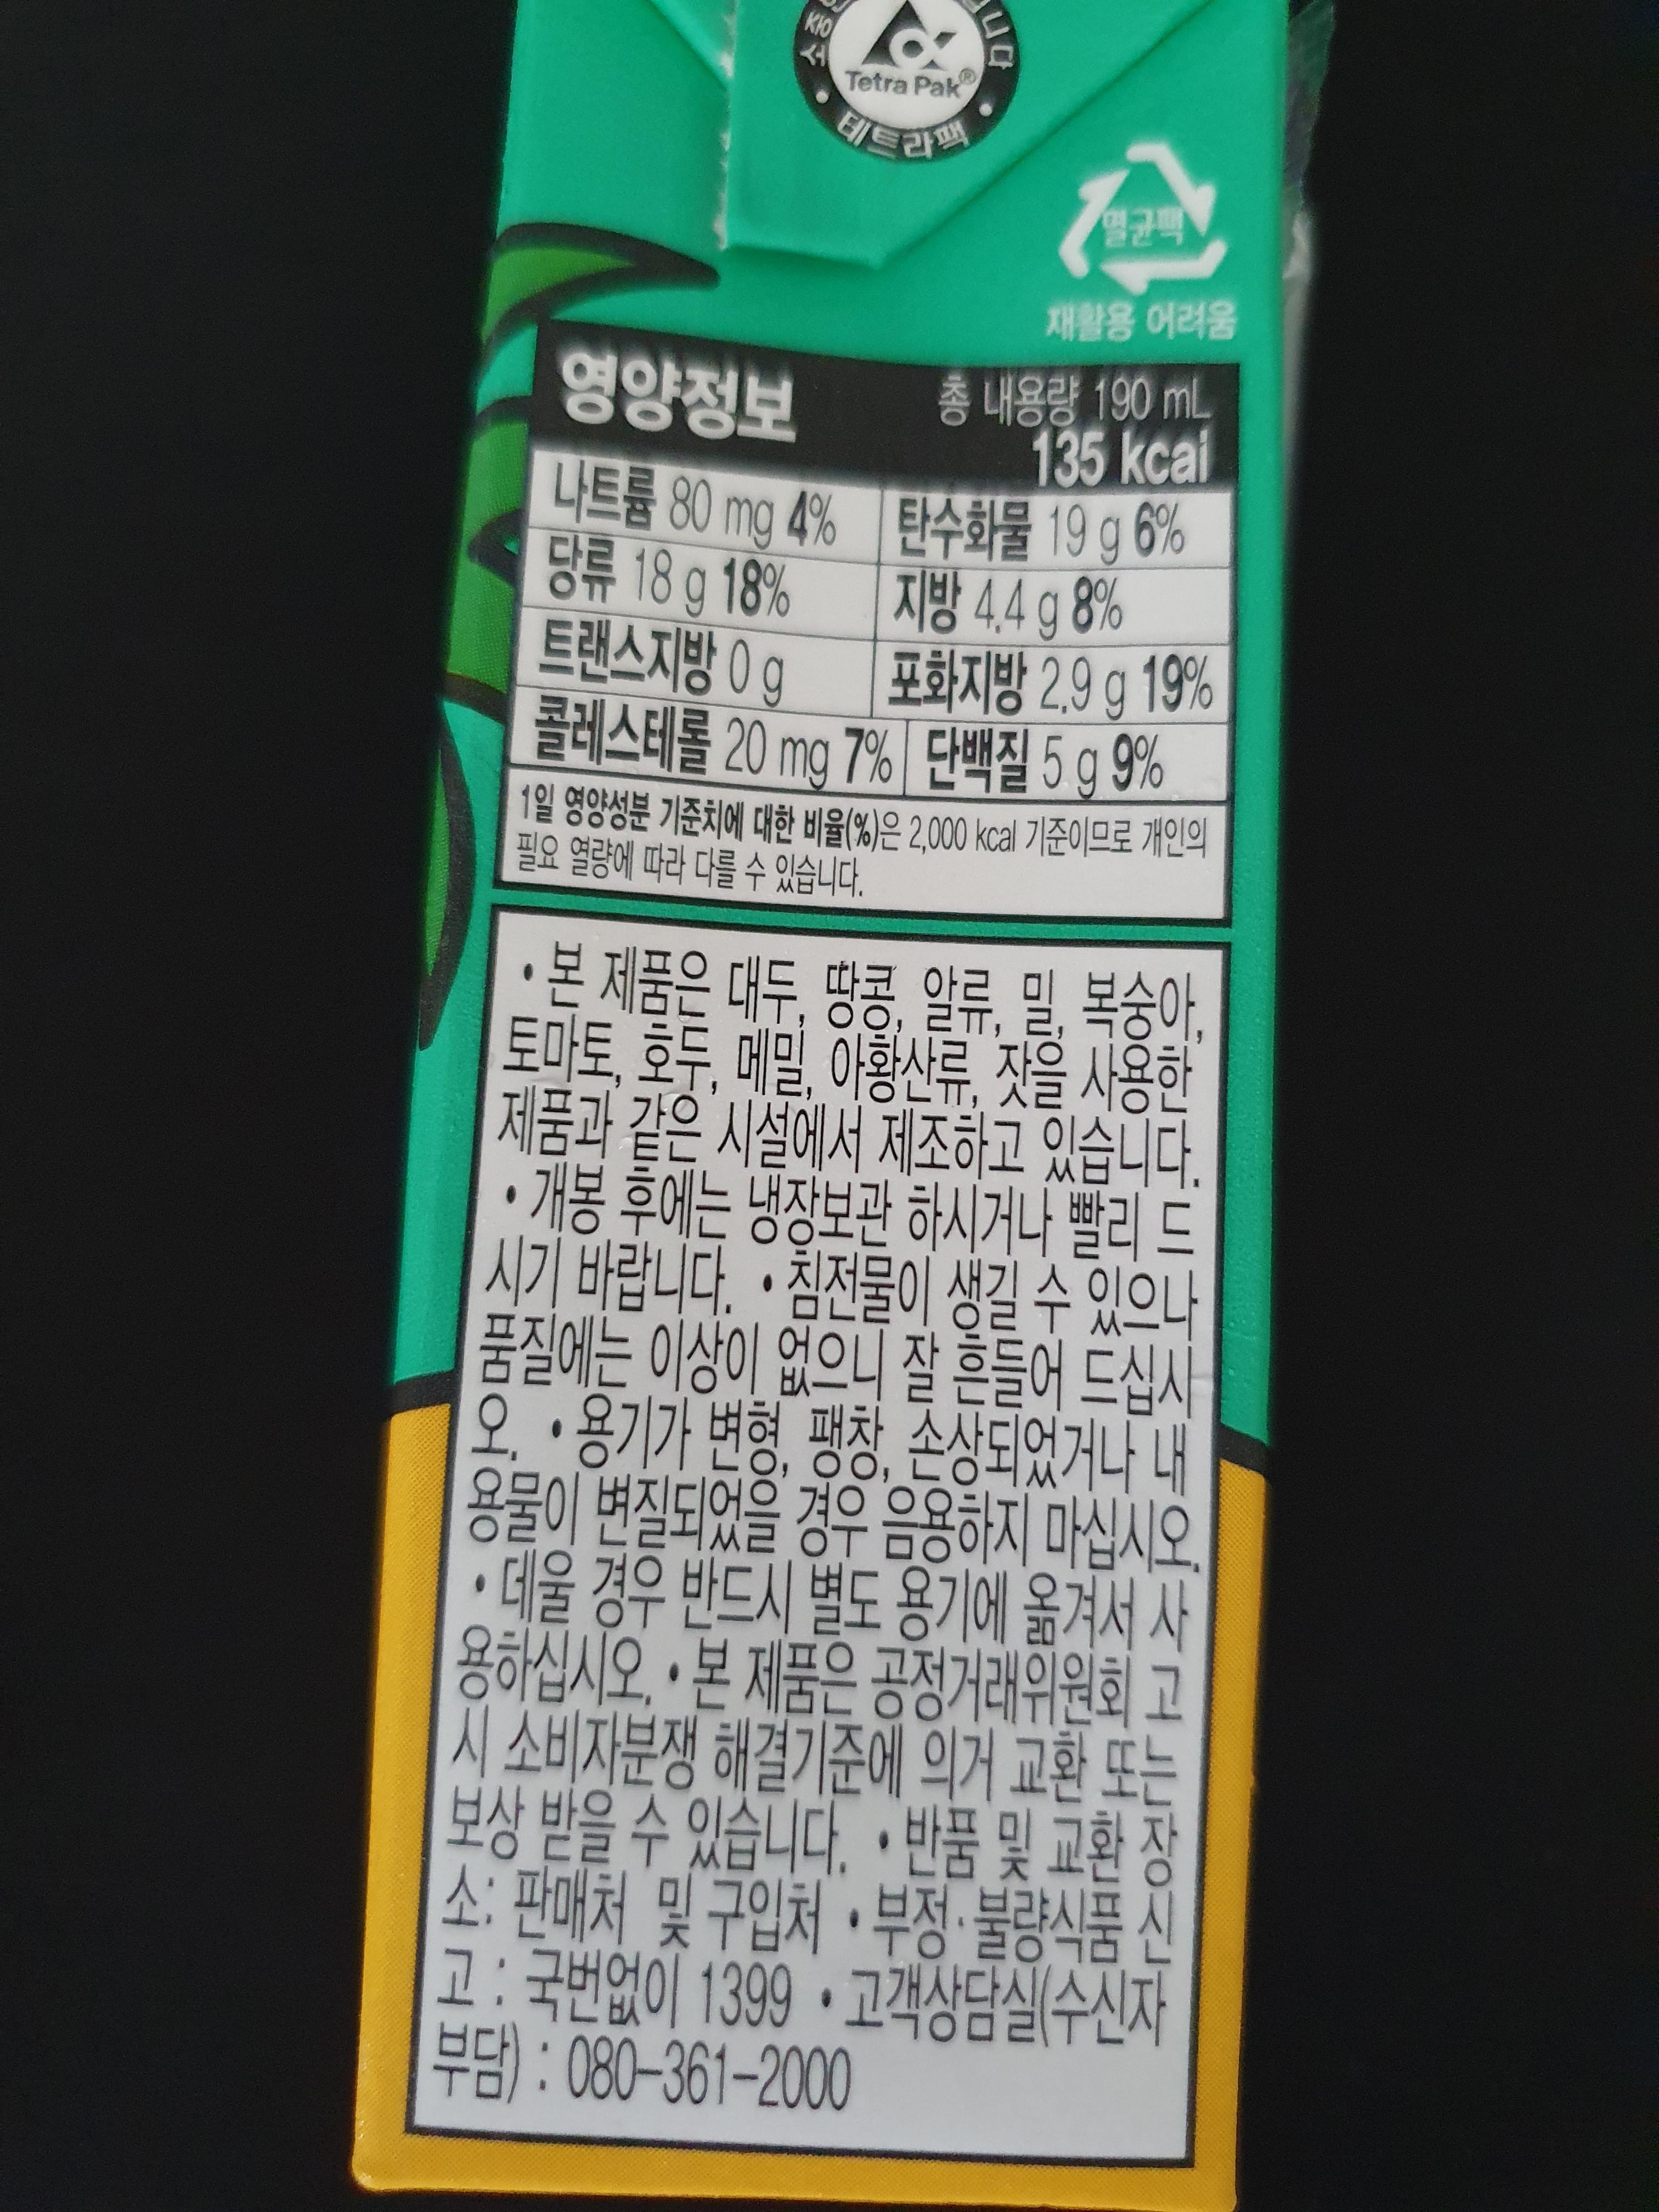 Tetra Pak®
테트라팩
멸균팩
재활용 어려움
영양정보 총 내용량 190 mL
135 kcal
나트륨 80 mg 4% 탄수화물 19 g 6%
당류 18 g 18% 지방 4.4 g 8%
트랜스지방 0 g 포화지방 2.9 g 19%
콜레스테롤 20 mg 7% 단백질 5 g 9%
1일 영양성분 기준치에 대한 비율(%)은 2,000 kcal 기준이므로 개인의
필요 열량에 따라 다를 수 있습니다.
• 본 제품은 대두, 땅콩, 알류, 밀, 복숭아,
토마토, 호두, 메밀, 아황산류, 잣을 사용한
제품과 같은 시설에서 제조하고 있습니다.
• 개봉 후에는 냉장보관 하시거나 빨리 드
시기 바랍니다. • 침전물이 생길 수 있으나
품질에는 이상이 없으니 잘 흔들어 드십시
오. • 용기가 변형, 팽창, 손상되었거나 내
용물이 변질되었을 경우 음용하지 마십시오.
• 데울 경우 반드시 별도 용기에 옮겨서 사
용하십시오. • 본 제품은 공정거래위원회 고
시 소비자분쟁 해결기준에 의거 교환 또는
보상 받을 수 있습니다. • 반품 및 교환 장
소: 판매처 및 구입처 • 부정·불량식품 신
고 : 국번없이 1399 • 고객상담실(수신자
부담) : 080-361-2000